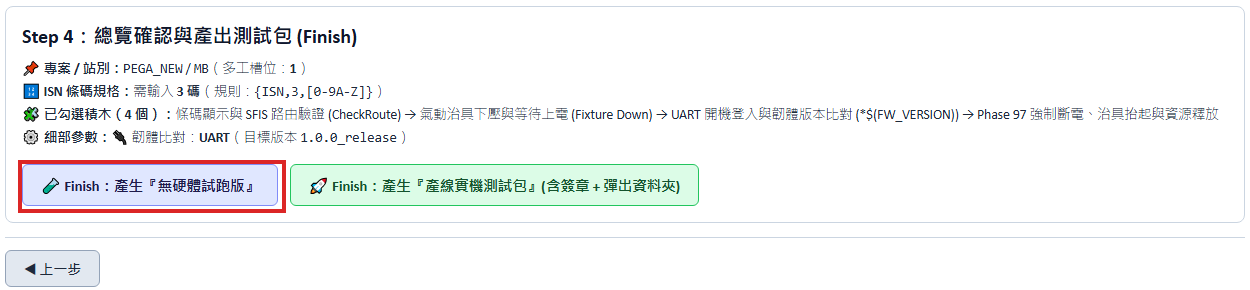 Step 4：總覽確認與產出測試包 (Finish)
📌 專案 / 站別：PEGA_NEW / MB（多工槽位：1）
🔢 ISN 條碼規格：需輸入 3 碼（規則：{ISN,3,[0-9A-Z]}）
🧩 已勾選積木（4 個）：條碼顯示與 SFIS 路由驗證 (CheckRoute) → 氣動治具下壓與等待上電 (Fixture Down) → UART 開機登入與韌體版本比對 (*$(FW_VERSION)) → Phase 97 強制斷電、治具抬起與資源釋放
⚙️ 細部參數：🔌 韌體比對：UART（目標版本 1.0.0_release）
🧪 Finish：產生『無硬體試跑版』
🚀 Finish：產生『產線實機測試包』(含簽章 + 彈出資料夾)
◀ 上一步